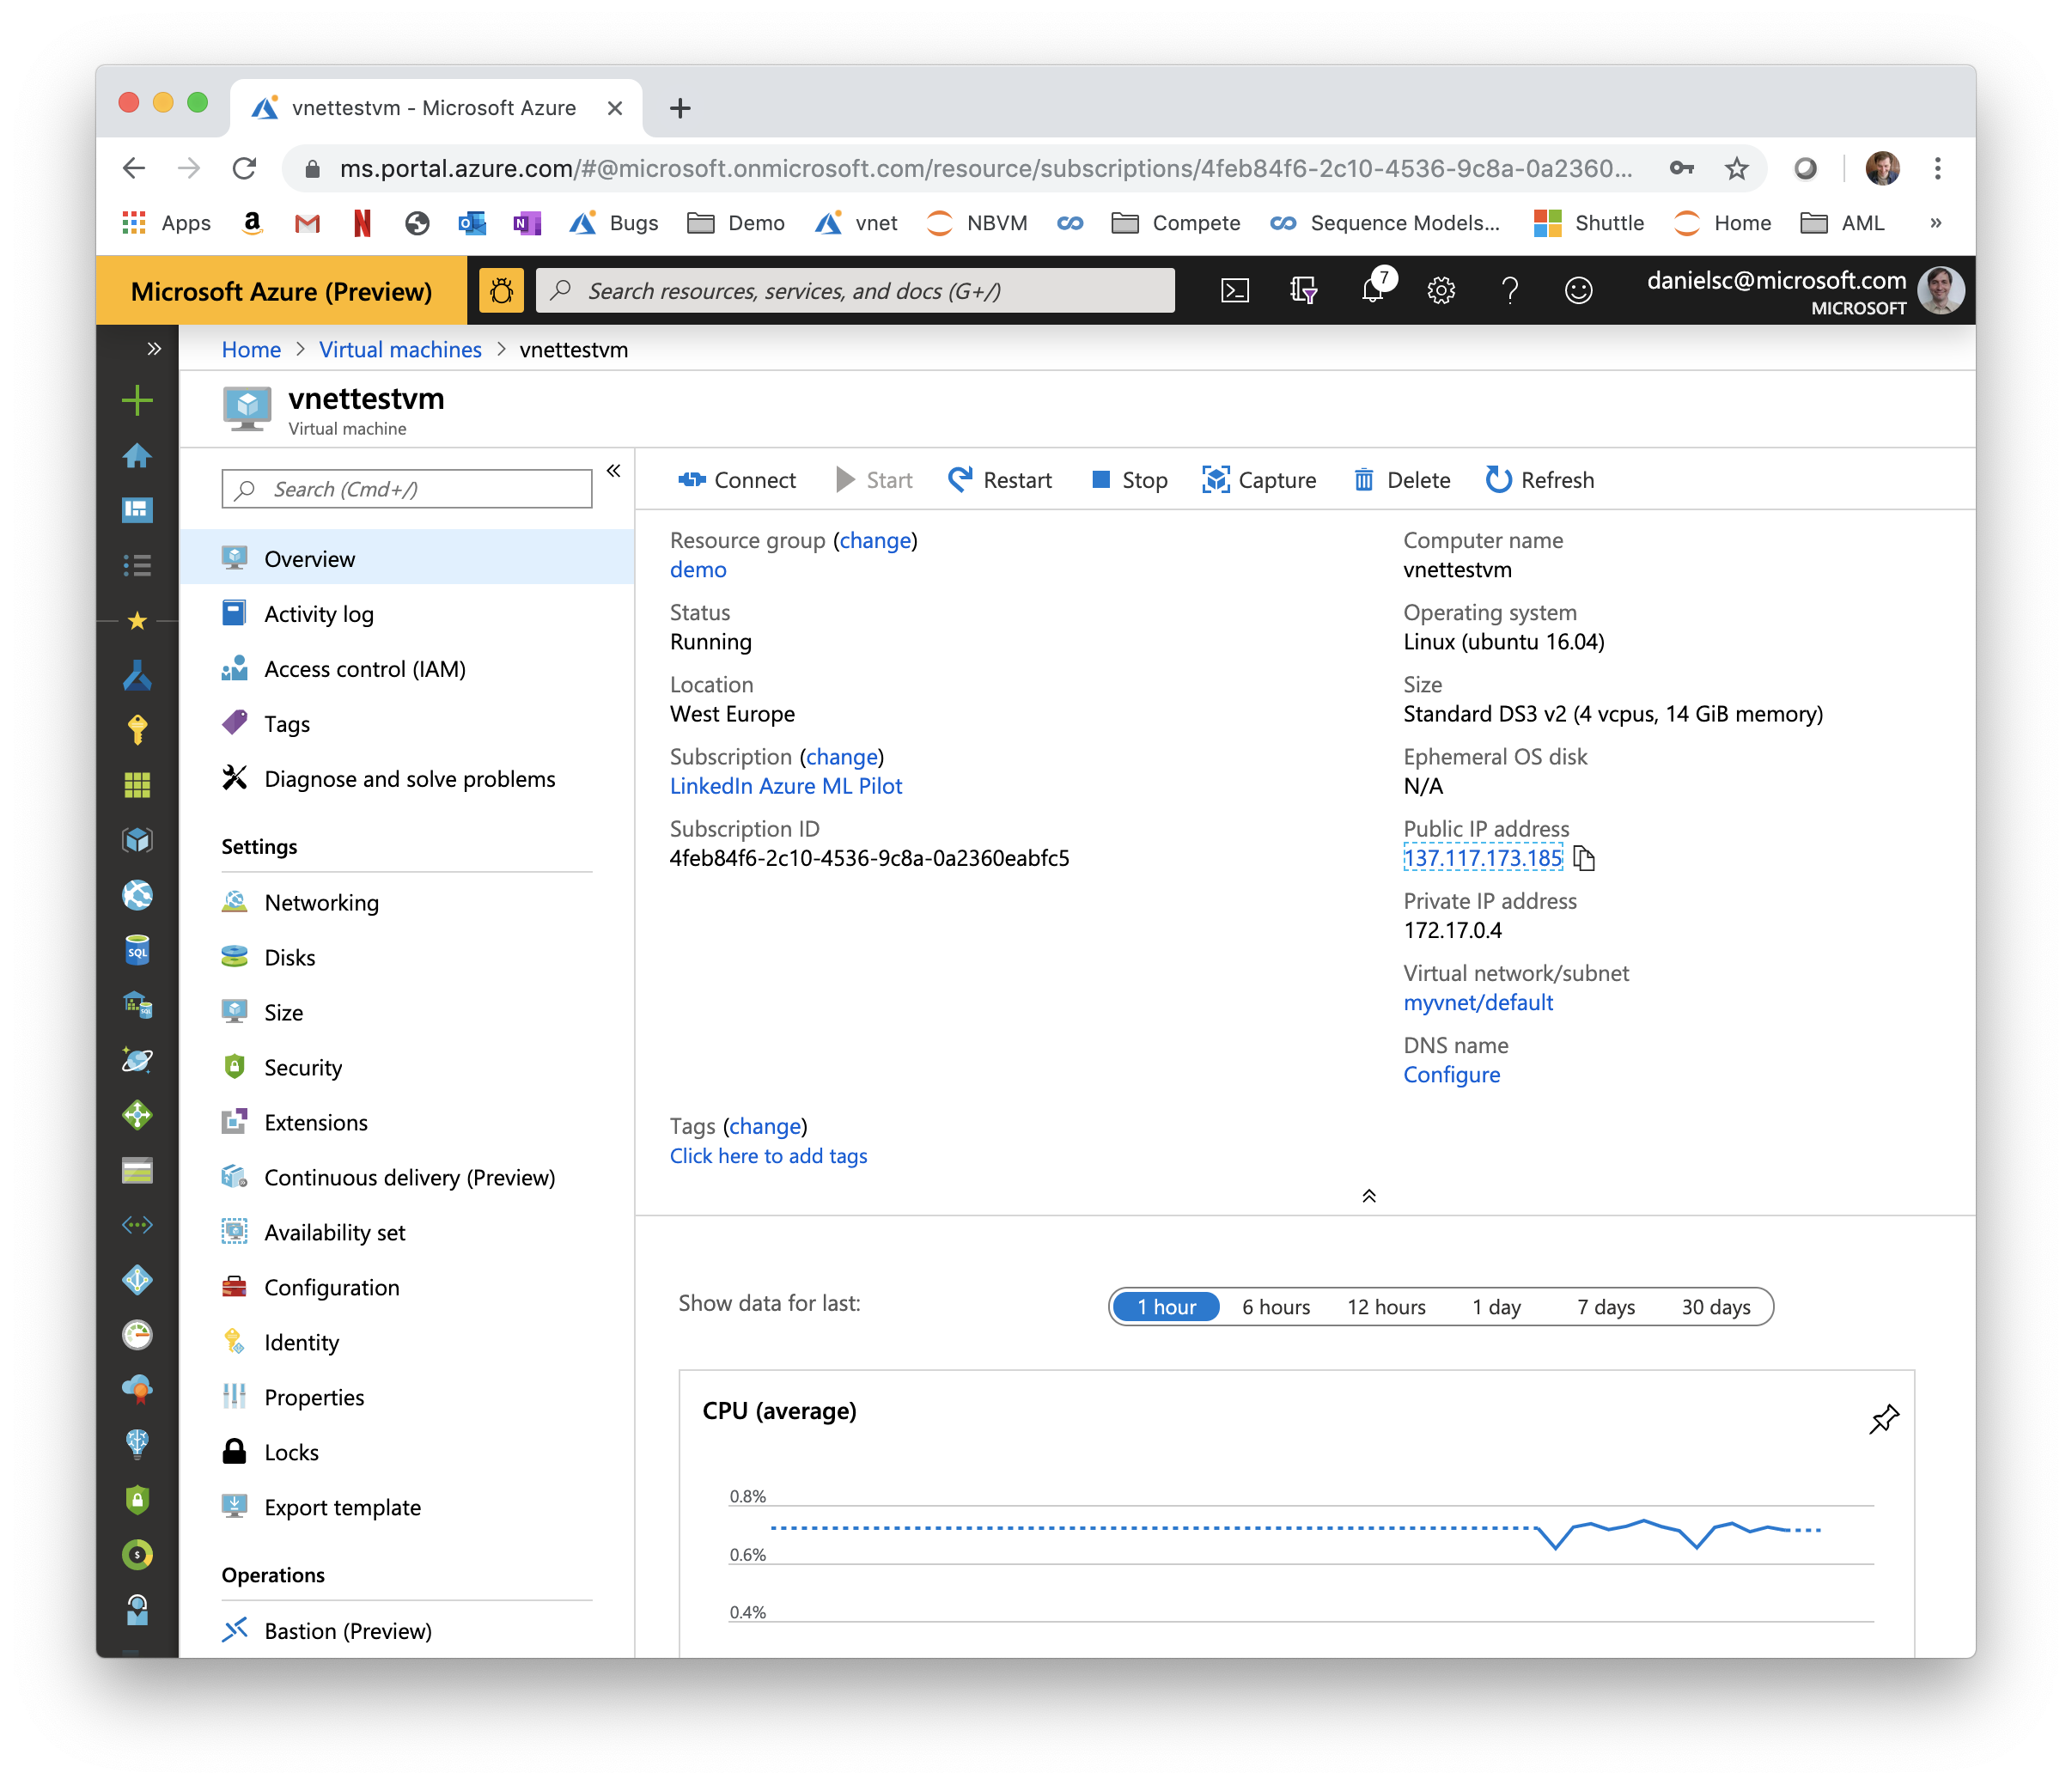 vnettestvm - Microsoft Azure
ms.portal.azure.com/#@microsoft.onmicrosoft.com/resource/subscriptions/4feb84f6-2c10-4536-9c8a-0a2360...
Apps
Bugs
Demo
vnet
NBVM
Compete
Sequence Models...
Shuttle
Home
AML
»
Microsoft Azure (Preview)
Search resources, services, and docs (G+/)
7
danielsc@microsoft.com
MICROSOFT
Home > Virtual machines > vnettestvm
vnettestvm
Virtual machine
Search (Cmd+/)
Overview
Activity log
Access control (IAM)
Tags
Diagnose and solve problems
Settings
Networking
Disks
Size
Security
Extensions
Continuous delivery (Preview)
Availability set
Configuration
Identity
Properties
Locks
Export template
Operations
Bastion (Preview)
Connect
Start
Restart
Stop
Capture
Delete
Refresh
Resource group (change)
demo
Status
Running
Location
West Europe
Subscription (change)
LinkedIn Azure ML Pilot
Subscription ID
4feb84f6-2c10-4536-9c8a-0a2360eabfc5
Computer name
vnettestvm
Operating system
Linux (ubuntu 16.04)
Size
Standard DS3 v2 (4 vcpus, 14 GiB memory)
Ephemeral OS disk
N/A
Public IP address
137.117.173.185
Private IP address
172.17.0.4
Virtual network/subnet
myvnet/default
DNS name
Configure
Tags (change)
Click here to add tags
Show data for last:
1 hour
6 hours
12 hours
1 day
7 days
30 days
CPU (average)
0.8%
0.6%
0.4%